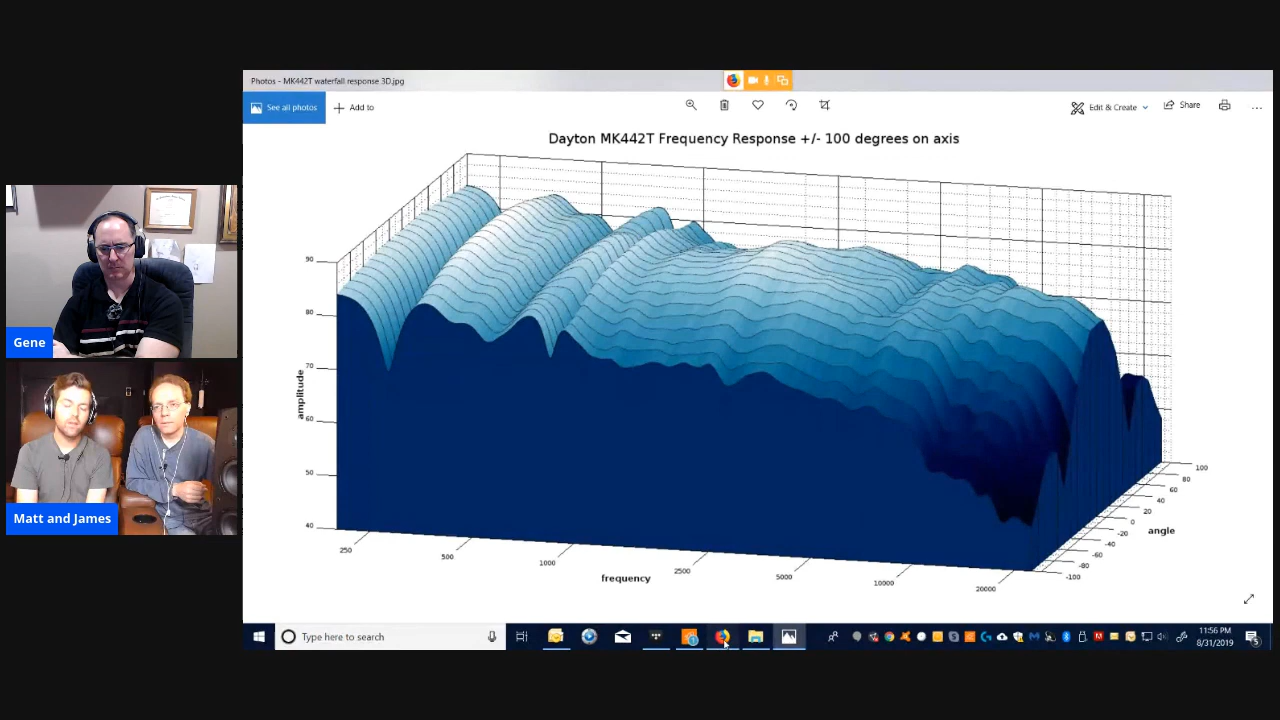 Photos - MK442T waterfall response 3D.jpg
See all photos
Add to
Edit & Create
Share
Dayton MK442T Frequency Response +/- 100 degrees on axis
90
80
70
60
50
40
amplitude
250
500
1000
2500
5000
10000
20000
frequency
100
80
60
40
20
0
-20
-40
-60
-80
-100
angle
Gene
Matt and James
Type here to search
11:56 PM
8/31/2019